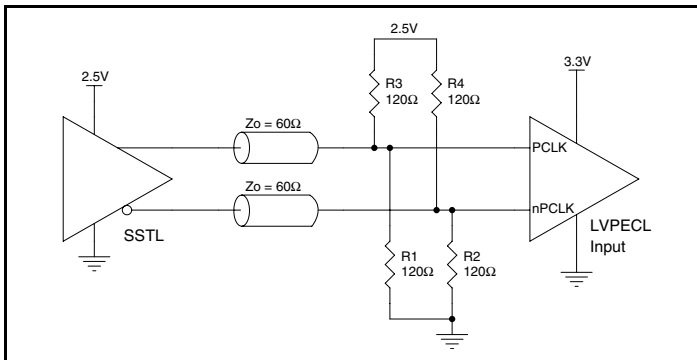 2.5V
2.5V
3.3V
R3
120Ω
R4
120Ω
Zo = 60Ω
PCLK
Zo = 60Ω
nPCLK
SSTL
LVPECL
Input
R1
120Ω
R2
120Ω